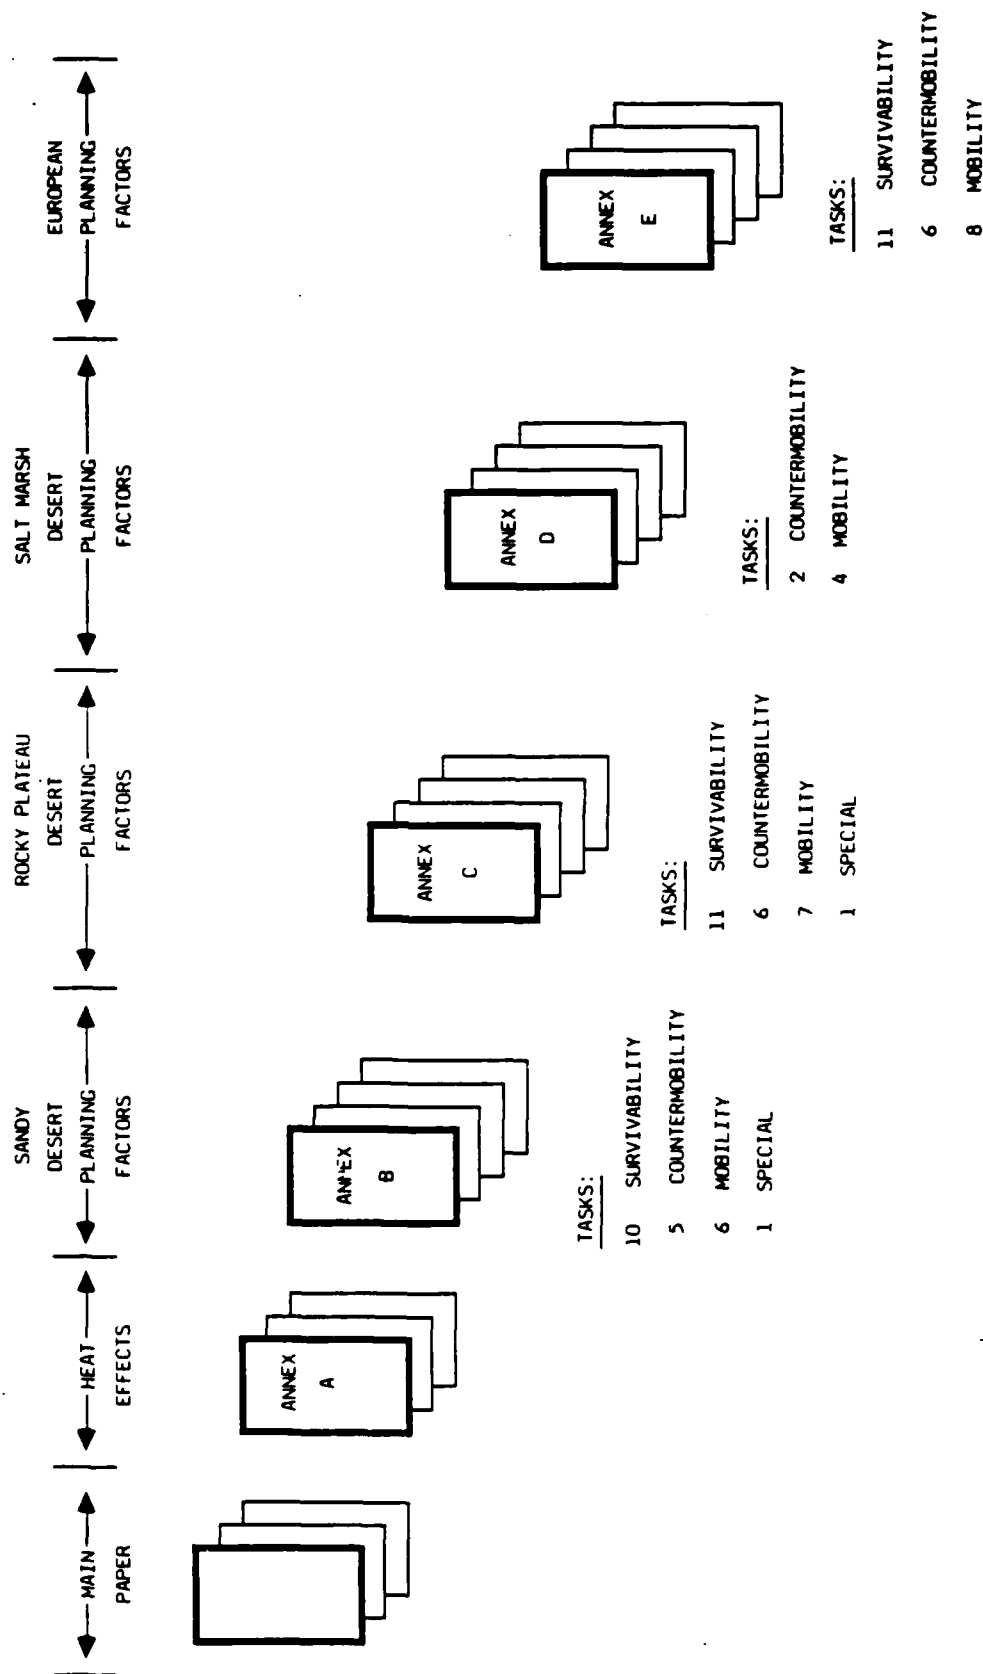 MAIN
PAPER
HEAT
EFFECTS
SANDY
DESERT
PLANNING
FACTORS
ROCKY PLATEAU
DESERT
PLANNING
FACTORS
SALT MARSH
DESERT
PLANNING
FACTORS
EUROPEAN
PLANNING
FACTORS
ANNEX
A
ANNEX
B
TASKS:
10 SURVIVABILITY
5 COUNTERMOBILITY
6 MOBILITY
1 SPECIAL
ANNEX
C
TASKS:
11 SURVIVABILITY
6 COUNTERMOBILITY
7 MOBILITY
1 SPECIAL
ANNEX
D
TASKS:
2 COUNTERMOBILITY
4 MOBILITY
ANNEX
E
TASKS:
11 SURVIVABILITY
6 COUNTERMOBILITY
8 MOBILITY